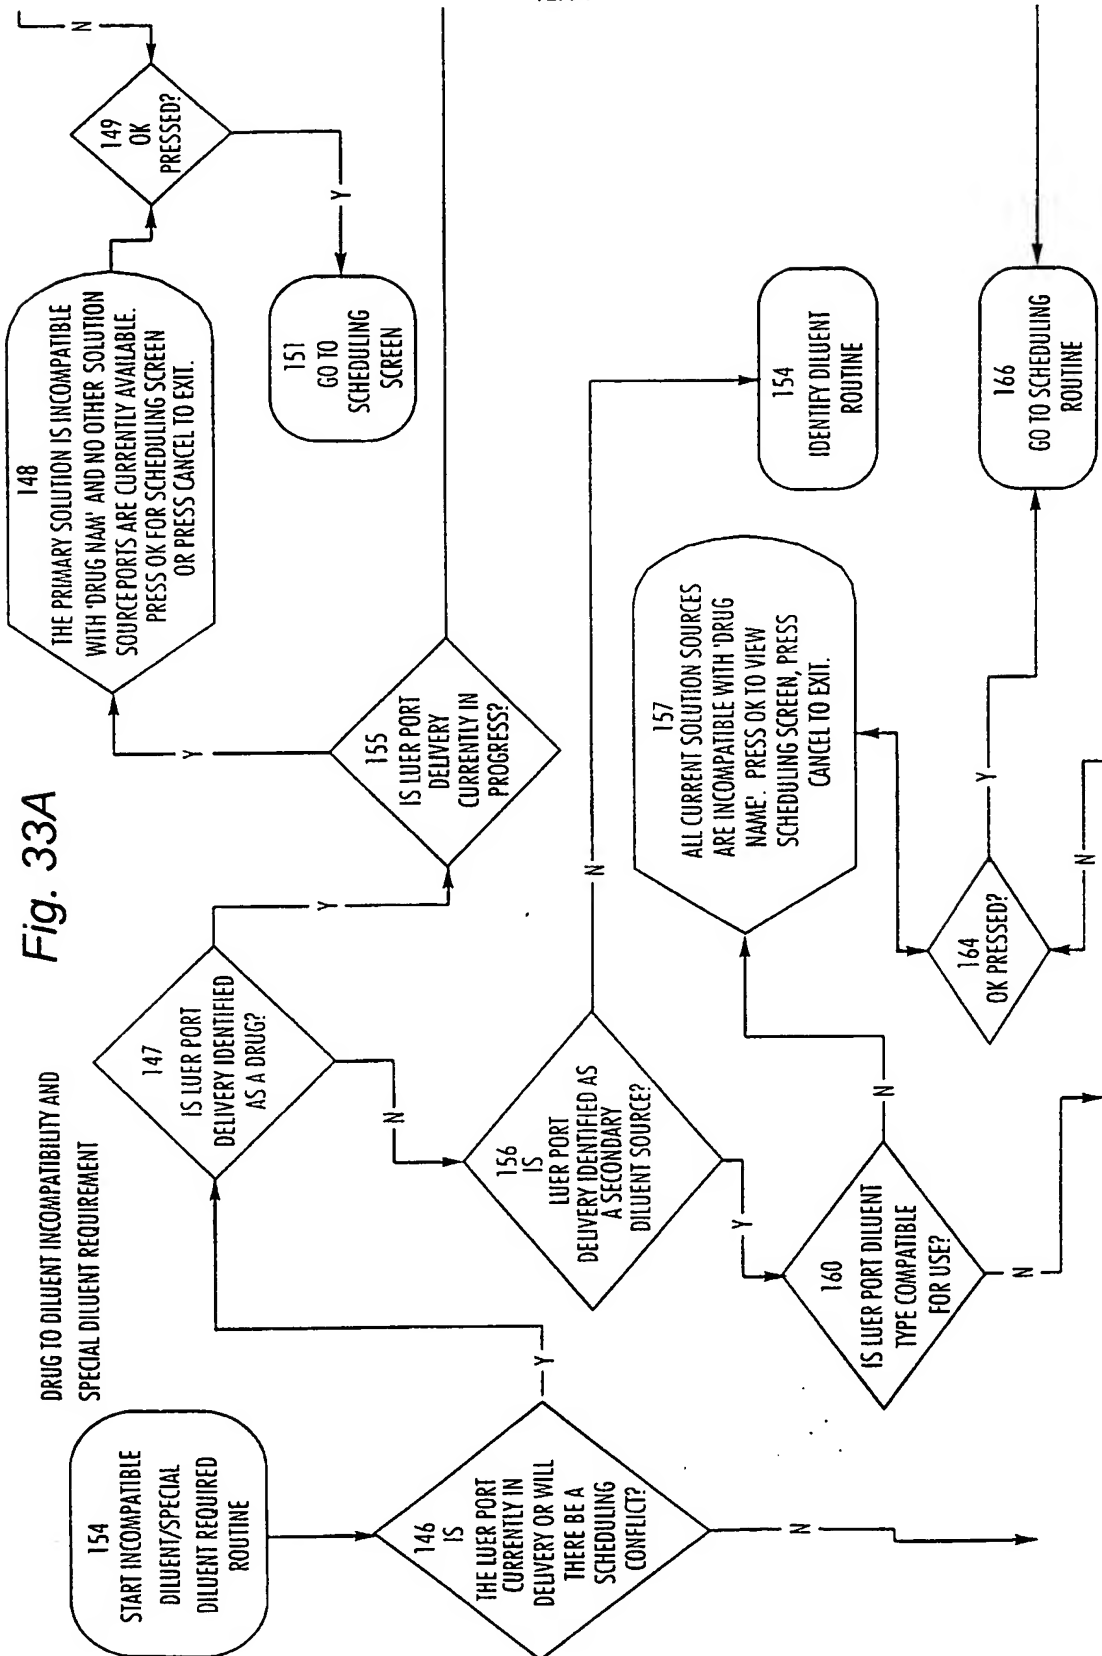 Fig. 33A
DRUG TO DILUENT INCOMPATIBILITY AND
SPECIAL DILUENT REQUIREMENT
154
START INCOMPATIBLE
DILUENT/SPECIAL
DILUENT REQUIRED
ROUTINE
146
IS
THE LUER PORT
CURRENTLY IN
DELIVERY OR WILL
THERE BE A
SCHEDULING
CONFLICT?
Y
N
147
IS LUER PORT
DELIVERY IDENTIFIED
AS A DRUG?
Y
N
155
IS LUER PORT
DELIVERY
CURRENTLY IN
PROGRESS?
Y
148
THE PRIMARY SOLUTION IS INCOMPATIBLE
WITH 'DRUG NAM' AND NO OTHER SOLUTION
SOURCE PORTS ARE CURRENTLY AVAILABLE.
PRESS OK FOR SCHEDULING SCREEN
OR PRESS CANCEL TO EXIT.
N
149
OK
PRESSED?
Y
151
GO TO
SCHEDULING
SCREEN
156
IS
LUER PORT
DELIVERY IDENTIFIED AS
A SECONDARY
DILUENT SOURCE?
N
Y
154
IDENTIFY DILUENT
ROUTINE
160
IS LUER PORT DILUENT
TYPE COMPATIBLE
FOR USE?
N
N
157
ALL CURRENT SOLUTION SOURCES
ARE INCOMPATIBLE WITH 'DRUG
NAME'. PRESS OK TO VIEW
SCHEDULING SCREEN, PRESS
CANCEL TO EXIT.
164
OK PRESSED?
Y
N
166
GO TO SCHEDULING
ROUTINE